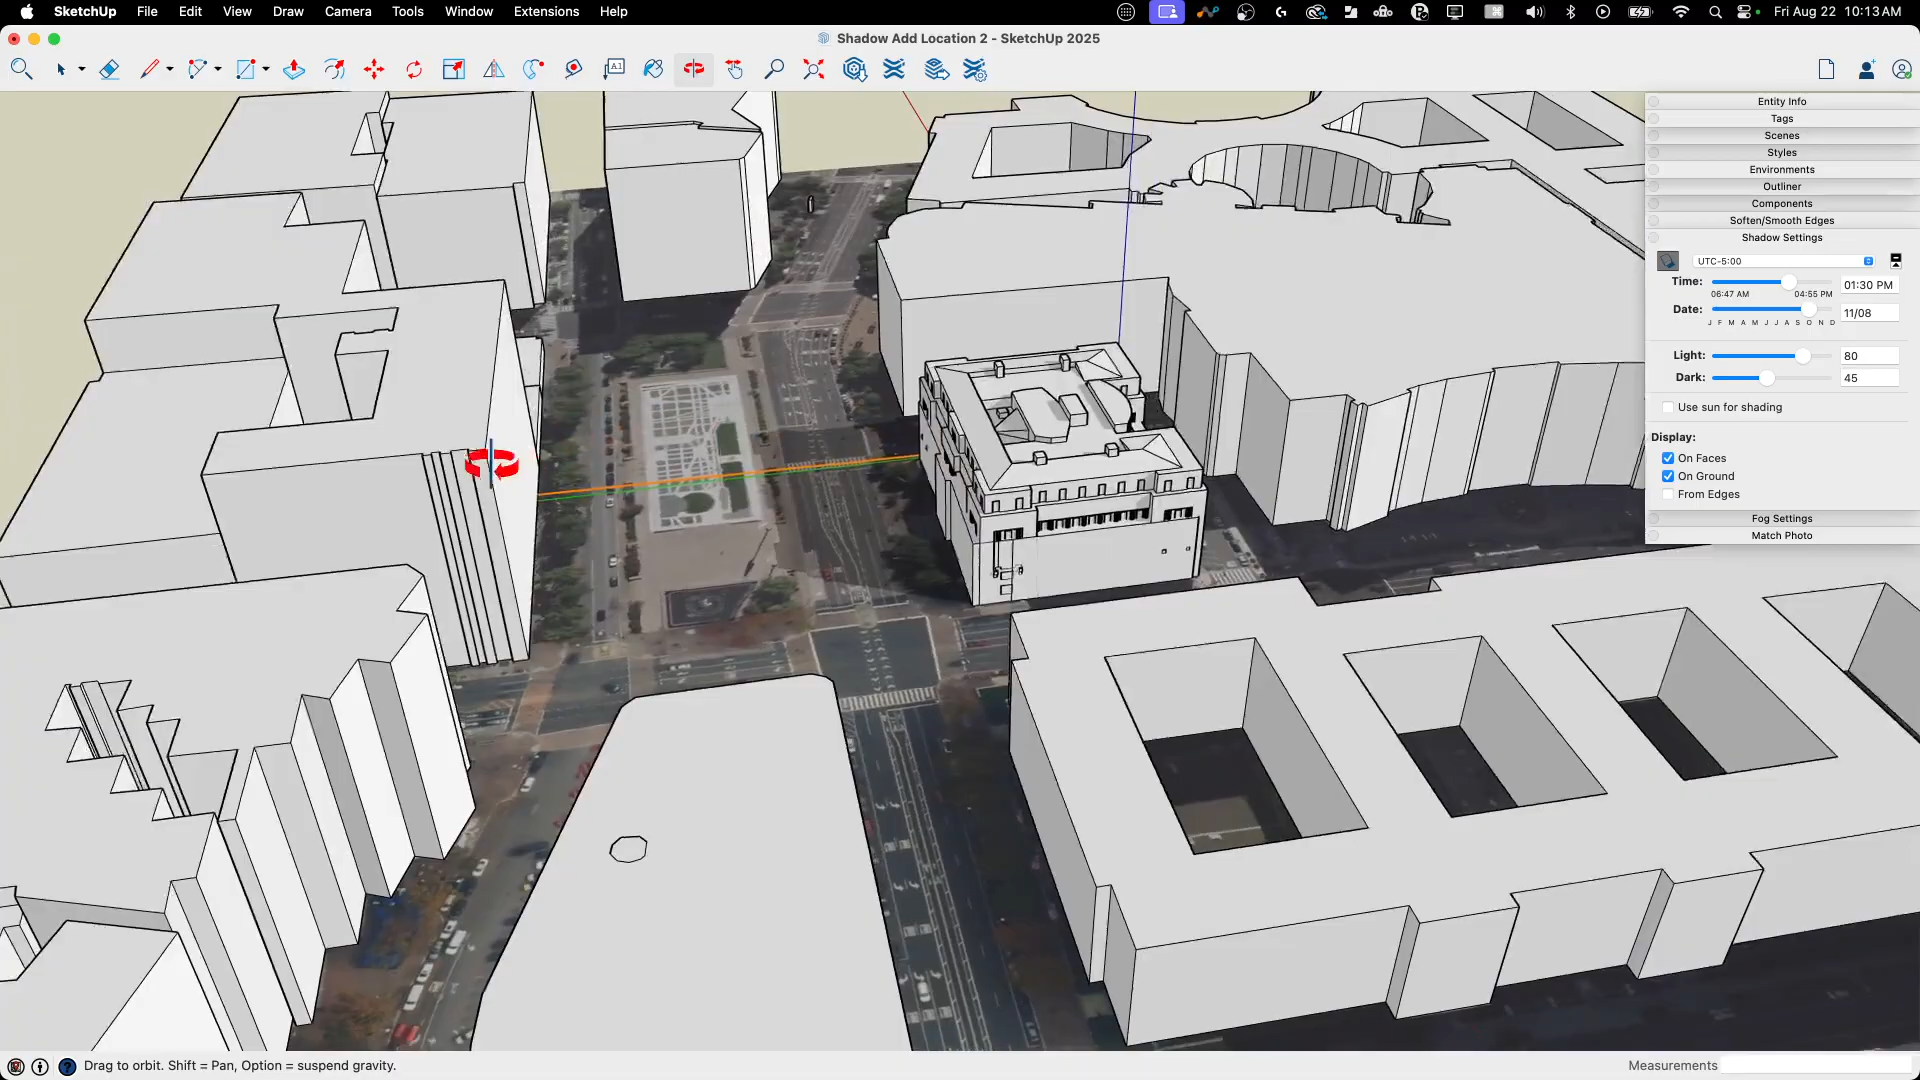 SketchUp File Edit View Draw Camera Tools Window Extensions Help Fri Aug 22 10:13 AM
Shadow Add Location 2 - SketchUp 2025
A1
Entity Info
Tags
Scenes
Styles
Environments
Outliner
Components
Soften/Smooth Edges
Shadow Settings
UTC-5:00
Time: 01:30 PM
06:47 AM 04:55 PM
Date: 11/08
J F M A M J J A S O N D
Light: 80
Dark: 45
Use sun for shading
Display:
On Faces
On Ground
From Edges
Fog Settings
Match Photo
Drag to orbit. Shift = Pan, Option = suspend gravity.
Measurements